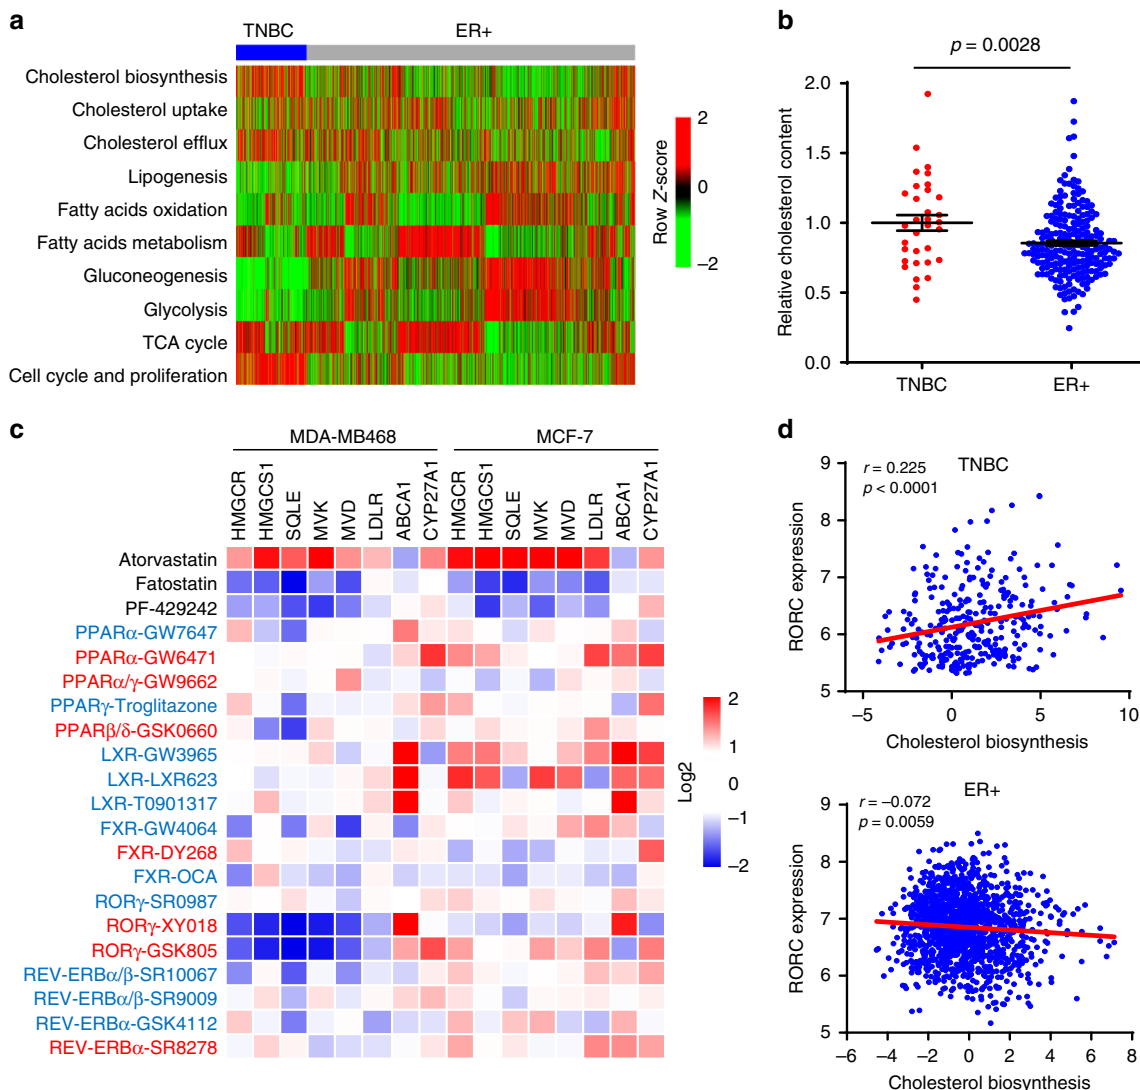 a
TNBC
ER+
Cholesterol biosynthesis
Cholesterol uptake
Cholesterol efflux
Lipogenesis
Fatty acids oxidation
Fatty acids metabolism
Gluconeogenesis
Glycolysis
TCA cycle
Cell cycle and proliferation
2
0
−2
Row Z-score
b
p = 0.0028
2.0
1.5
1.0
0.5
0.0
Relative cholesterol content
TNBC
ER+
c
MDA-MB468
MCF-7
HMGCR
HMGCS1
SQLE
MVK
MVD
LDLR
ABCA1
CYP27A1
HMGCR
HMGCS1
SQLE
MVK
MVD
LDLR
ABCA1
CYP27A1
Atorvastatin
Fatostatin
PF-429242
PPARα-GW7647
PPARα-GW6471
PPARα/γ-GW9662
PPARγ-Troglitazone
PPARβ/δ-GSK0660
LXR-GW3965
LXR-LXR623
LXR-T0901317
FXR-GW4064
FXR-DY268
FXR-OCA
RORγ-SR0987
RORγ-XY018
RORγ-GSK805
REV-ERBα/β-SR10067
REV-ERBα/β-SR9009
REV-ERBα-GSK4112
REV-ERBα-SR8278
2
1
0
−1
−2
Log2
d
r = 0.225
p < 0.0001
TNBC
9
8
7
6
5
RORC expression
−5
0
5
10
Cholesterol biosynthesis
ER+
r = −0.072
p = 0.0059
9
8
7
6
5
RORC expression
−6
−4
−2
0
2
4
6
8
Cholesterol biosynthesis